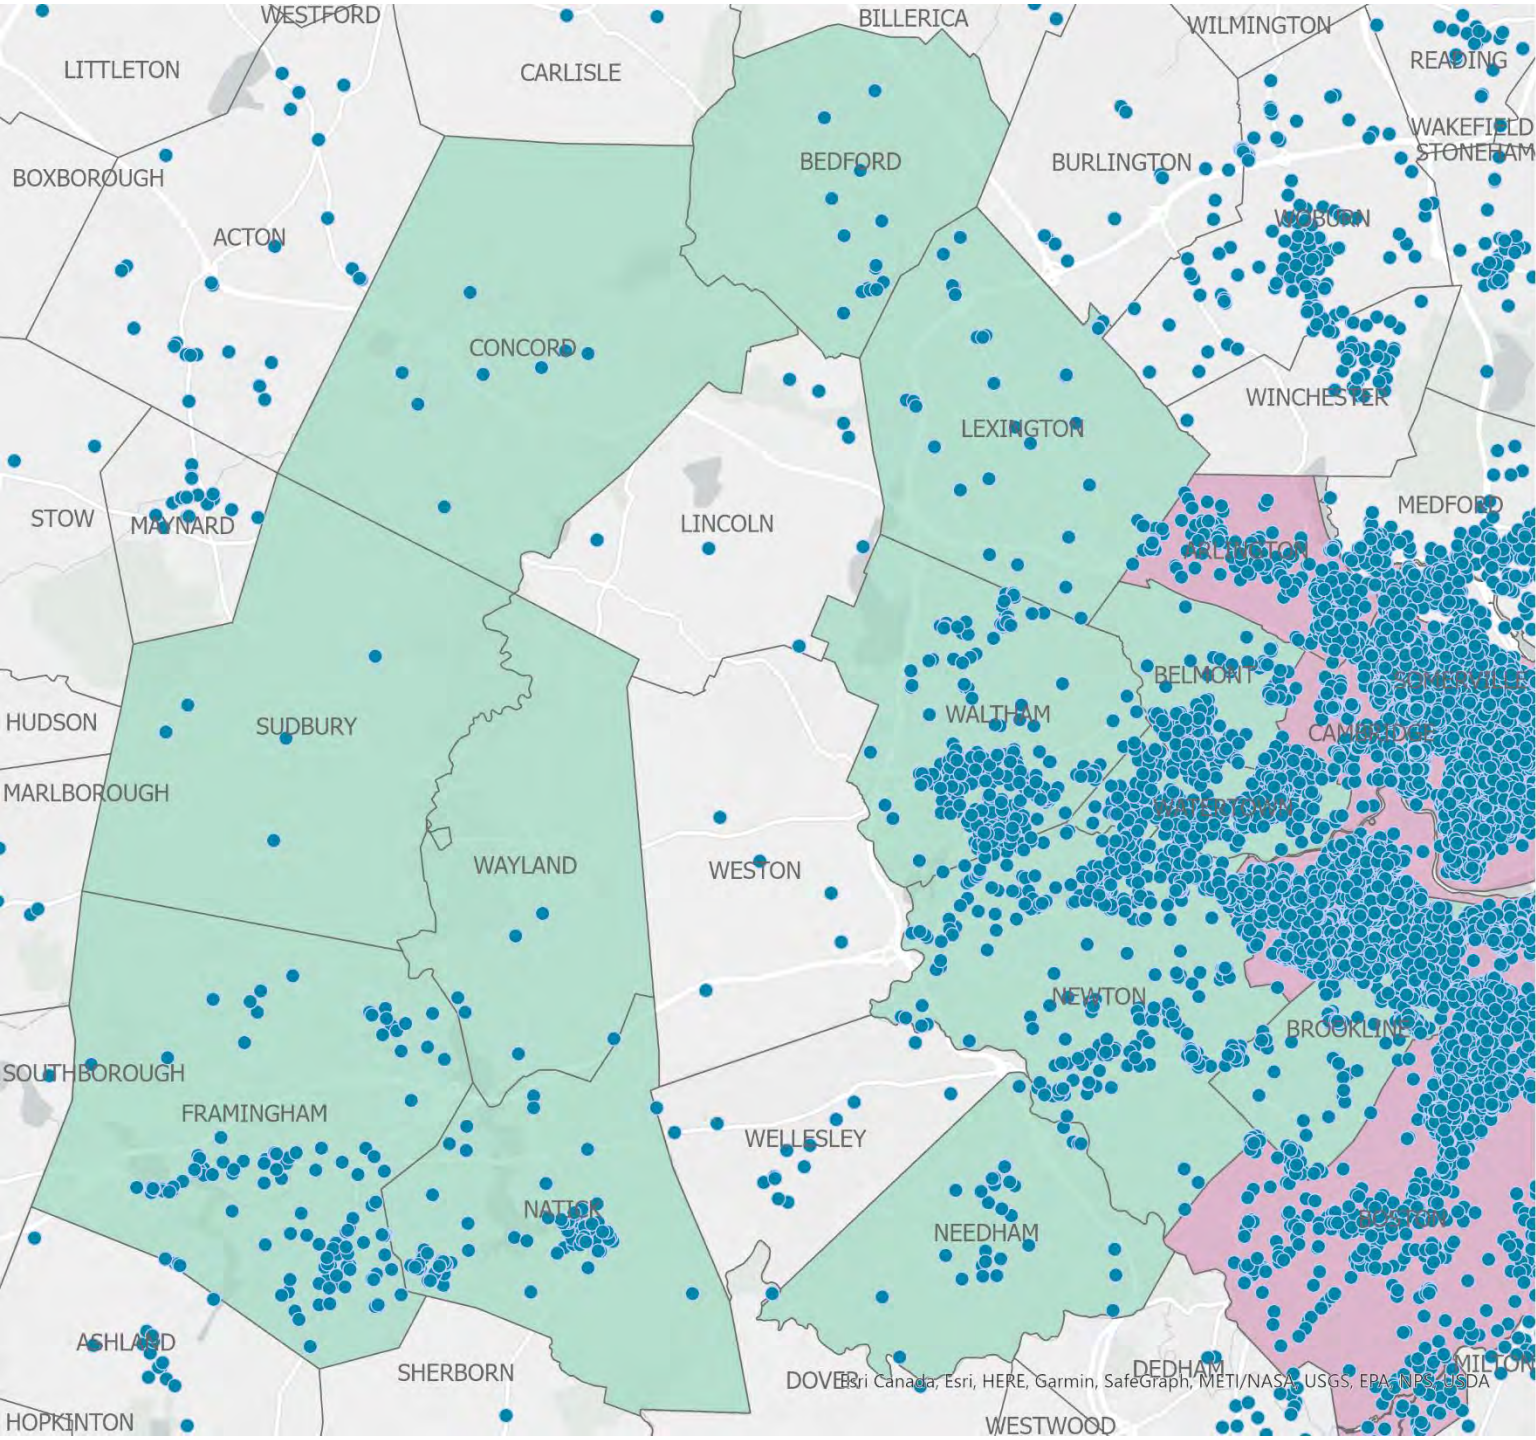 WESTFORD
BILLERICA
WILMINGTON
LITTLETON
CARLISLE
READING
WAKEFIELD
STONEHAM
BOXBOROUGH
BEDFORD
BURLINGTON
ACTON
WOBURN
CONCORD
WINCHESTER
LEXINGTON
STOW
MAYNARD
LINCOLN
MEDFORD
ARLINGTON
BELMONT
SOMERVILLE
HUDSON
SUDBURY
WALTHAM
CAMBRIDGE
MARLBOROUGH
WATERTOWN
WAYLAND
WESTON
NEWTON
BROOKLINE
SOUTHBOROUGH
FRAMINGHAM
WELLESLEY
NATICK
NEEDHAM
BOSTON
ASHLAND
SHERBORN
DOVER
DEDHAM
MILTON
Esri Canada, Esri, HERE, Garmin, SafeGraph, METI/NASA, USGS, EPA, NPS, USDA
HOPKINTON
WESTWOOD